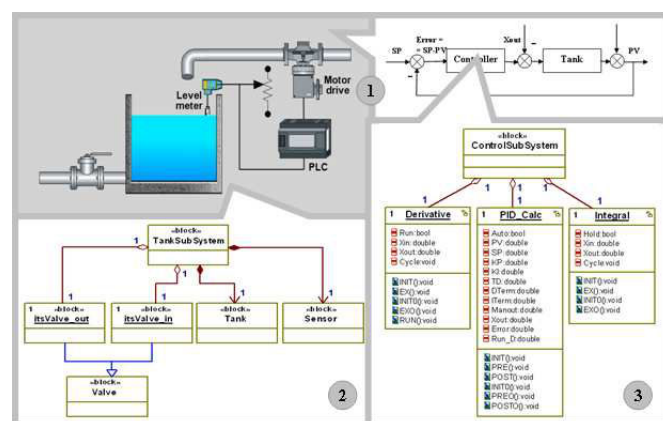 Level
meter
Motor
drive
PLC
1
SP
Error =
= SP-PV
Xout
PV
Controller
Tank
«block»
TankSubSystem
1
1
1
1
1
«block»
itsValve_out
1
«block»
itsValve_in
«block»
Tank
«block»
Sensor
«block»
Valve
2
«block»
ControlSubSystem
1
1
1
1
1
1
1 Derivative
Run:bool
Xin:double
Xout:double
Cycle:void
INIT():void
EX():void
INITO():void
EXO():void
RUN():void
1 PID_Calc
Auto:bool
PV:double
SP:double
KP:double
KI:double
TD:double
DTerm:double
ITerm:double
Manout:double
Xout:double
Error:double
Run_D:double
INIT():void
PRE():void
POST():void
INITO():void
PREO():void
POSTO():void
1 Integral
Hold:bool
Xin:double
Xout:double
Cycle:void
INIT():void
EX():void
INITO():void
EXO():void
3